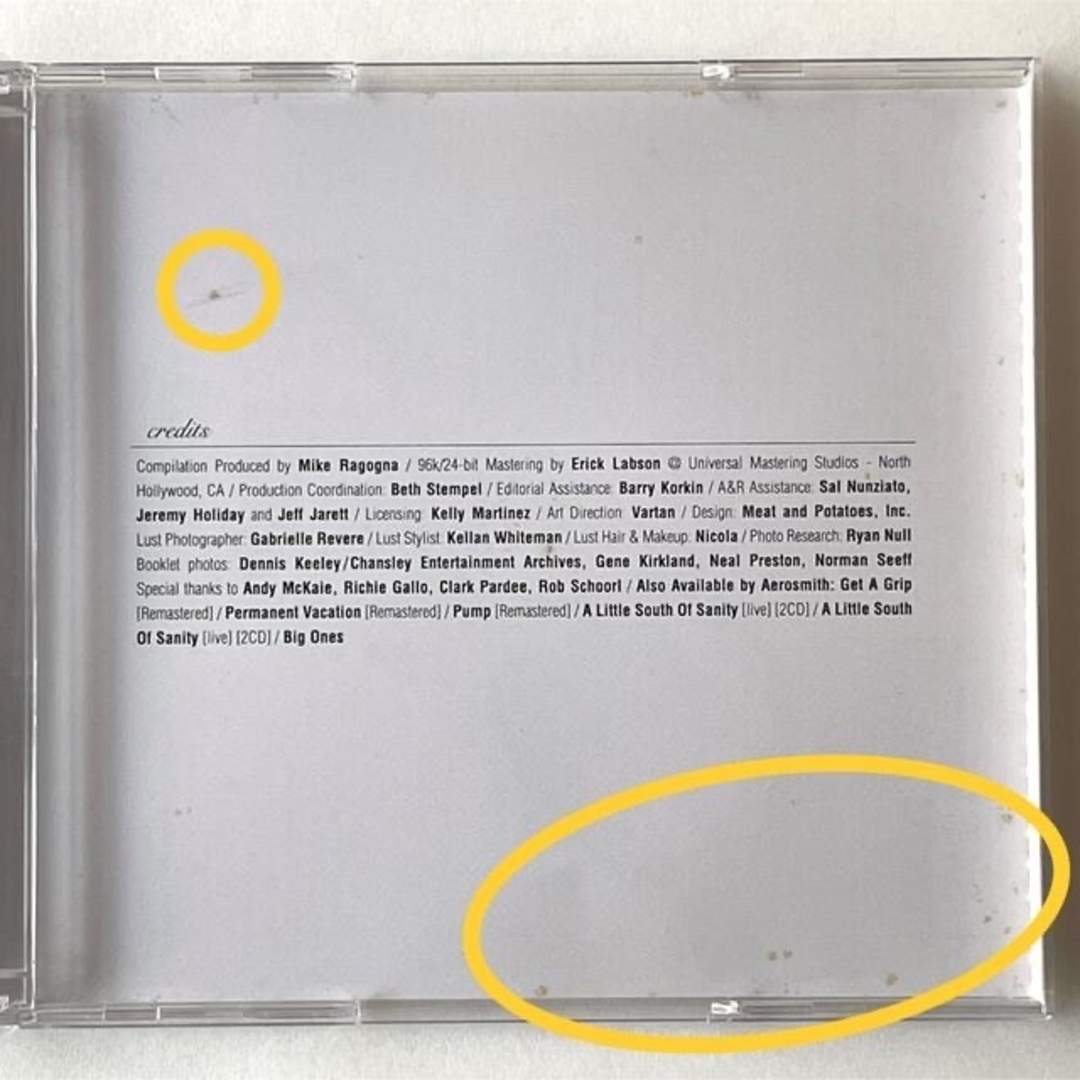 credits
Compilation Produced by Mike Ragogna / 96k/24-bit Mastering by Erick Labson @ Universal Mastering Studios - North
Hollywood, CA / Production Coordination: Beth Stempel / Editorial Assistance: Barry Korkin / A&R Assistance: Sal Nunziato,
Jeremy Holiday and Jeff Jarett / Licensing: Kelly Martinez / Art Direction: Vartan / Design: Meat and Potatoes, Inc.
Lust Photographer: Gabrielle Revere / Lust Stylist: Kellan Whiteman / Lust Hair & Makeup: Nicola / Photo Research: Ryan Null
Booklet photos: Dennis Keeley/Chansley Entertainment Archives, Gene Kirkland, Neal Preston, Norman Seeff
Special thanks to Andy McKaie, Richie Gallo, Clark Pardee, Rob Schoorl / Also Available by Aerosmith: Get A Grip
[Remastered] / Permanent Vacation [Remastered] / Pump [Remastered] / A Little South Of Sanity [live] [2CD] / A Little South
Of Sanity [live] [2CD] / Big Ones